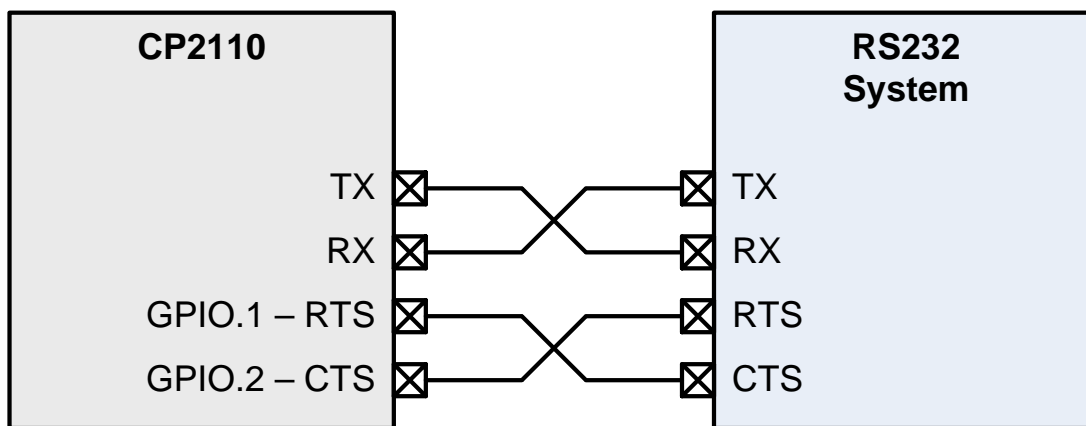 CP2110
TX
RX
GPIO.1 – RTS
GPIO.2 – CTS
RS232
System
TX
RX
RTS
CTS